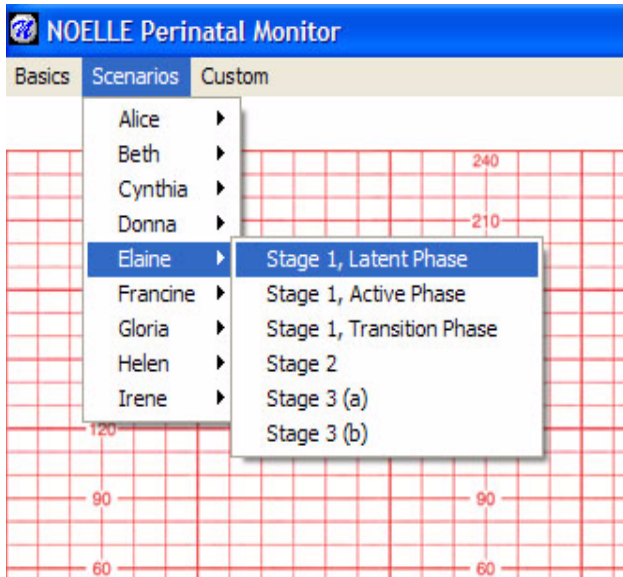 NOELLE Perinatal Monitor
Basics Scenarios Custom
Alice
Beth
Cynthia
Donna
Elaine
Francine
Gloria
Helen
Irene
Stage 1, Latent Phase
Stage 1, Active Phase
Stage 1, Transition Phase
Stage 2
Stage 3 (a)
Stage 3 (b)
240
210
120
90 90
60 60